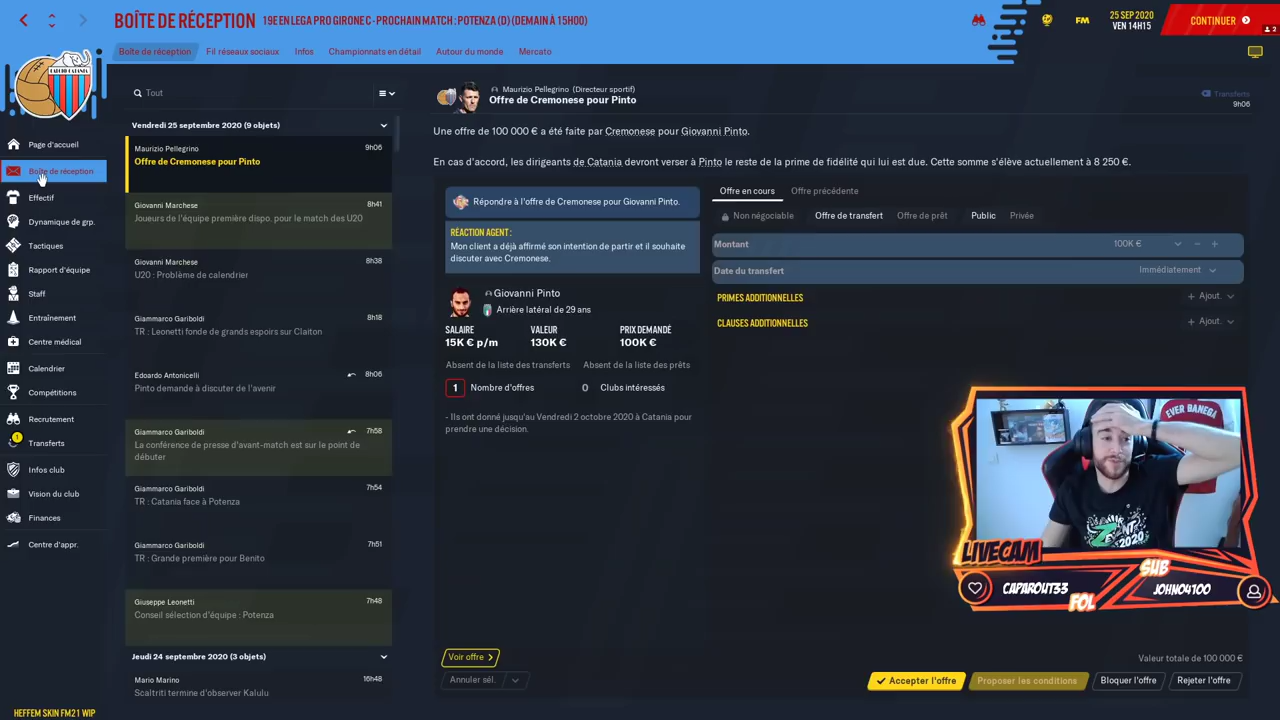 BOÎTE DE RÉCEPTION
19E EN LEGA PRO GIRONE C - PROCHAIN MATCH : POTENZA (D) (DEMAIN À 15H00)
FM
25 SEP 2020
VEN 14H15
CONTINUER
2
Boîte de réception
Fil réseaux sociaux
Infos
Championnats en détail
Autour du monde
Mercato
Page d'accueil
Boîte de réception
Effectif
Dynamique de grp.
Tactiques
Rapport d'équipe
Staff
Entraînement
Centre médical
Calendrier
Compétitions
Recrutement
1
Transferts
Infos club
Vision du club
Finances
Centre d'appr.
HEFFEM SKIN FM21 WIP
Tout
Vendredi 25 septembre 2020 (9 objets)
Maurizio Pellegrino 9h06
Offre de Cremonese pour Pinto
Giovanni Marchese 8h41
Joueurs de l'équipe première dispo. pour le match des U20
Giovanni Marchese 8h38
U20 : Problème de calendrier
Giammarco Gariboldi 8h18
TR : Leonetti fonde de grands espoirs sur Claiton
Edoardo Antonicelli 8h06
Pinto demande à discuter de l'avenir
Giammarco Gariboldi 7h58
La conférence de presse d'avant-match est sur le point de
débuter
Giammarco Gariboldi 7h54
TR : Catania face à Potenza
Giammarco Gariboldi 7h51
TR : Grande première pour Benito
Giuseppe Leonetti 7h48
Conseil sélection d'équipe : Potenza
Jeudi 24 septembre 2020 (3 objets)
Mario Marino 16h48
Scaltriti termine d'observer Kalulu
Maurizio Pellegrino (Directeur sportif)
Offre de Cremonese pour Pinto
Transferts
9h06
Une offre de 100 000 € a été faite par Cremonese pour Giovanni Pinto.
En cas d'accord, les dirigeants de Catania devront verser à Pinto le reste de la prime de fidélité qui lui est due. Cette somme s'élève actuellement à 8 250 €.
Répondre à l'offre de Cremonese pour Giovanni Pinto.
RÉACTION AGENT :
Mon client a déjà affirmé son intention de partir et il souhaite
discuter avec Cremonese.
Giovanni Pinto
Arrière latéral de 29 ans
SALAIRE VALEUR PRIX DEMANDÉ
15K € p/m 130K € 100K €
Absent de la liste des transferts Absent de la liste des prêts
1 Nombre d'offres 0 Clubs intéressés
- Ils ont donné jusqu'au Vendredi 2 octobre 2020 à Catania pour
prendre une décision.
Offre en cours Offre précédente
Non négociable Offre de transfert Offre de prêt Public Privée
Montant 100K €
Date du transfert Immédiatement
PRIMES ADDITIONNELLES + Ajout.
CLAUSES ADDITIONNELLES + Ajout.
EVER BANEGA
2020
LIVECAM
SUB
CAPAROUT33
FOL
JOHNO4100
Voir offre
Annuler sél.
Valeur totale de 100 000 €
Accepter l'offre
Proposer les conditions
Bloquer l'offre
Rejeter l'offre